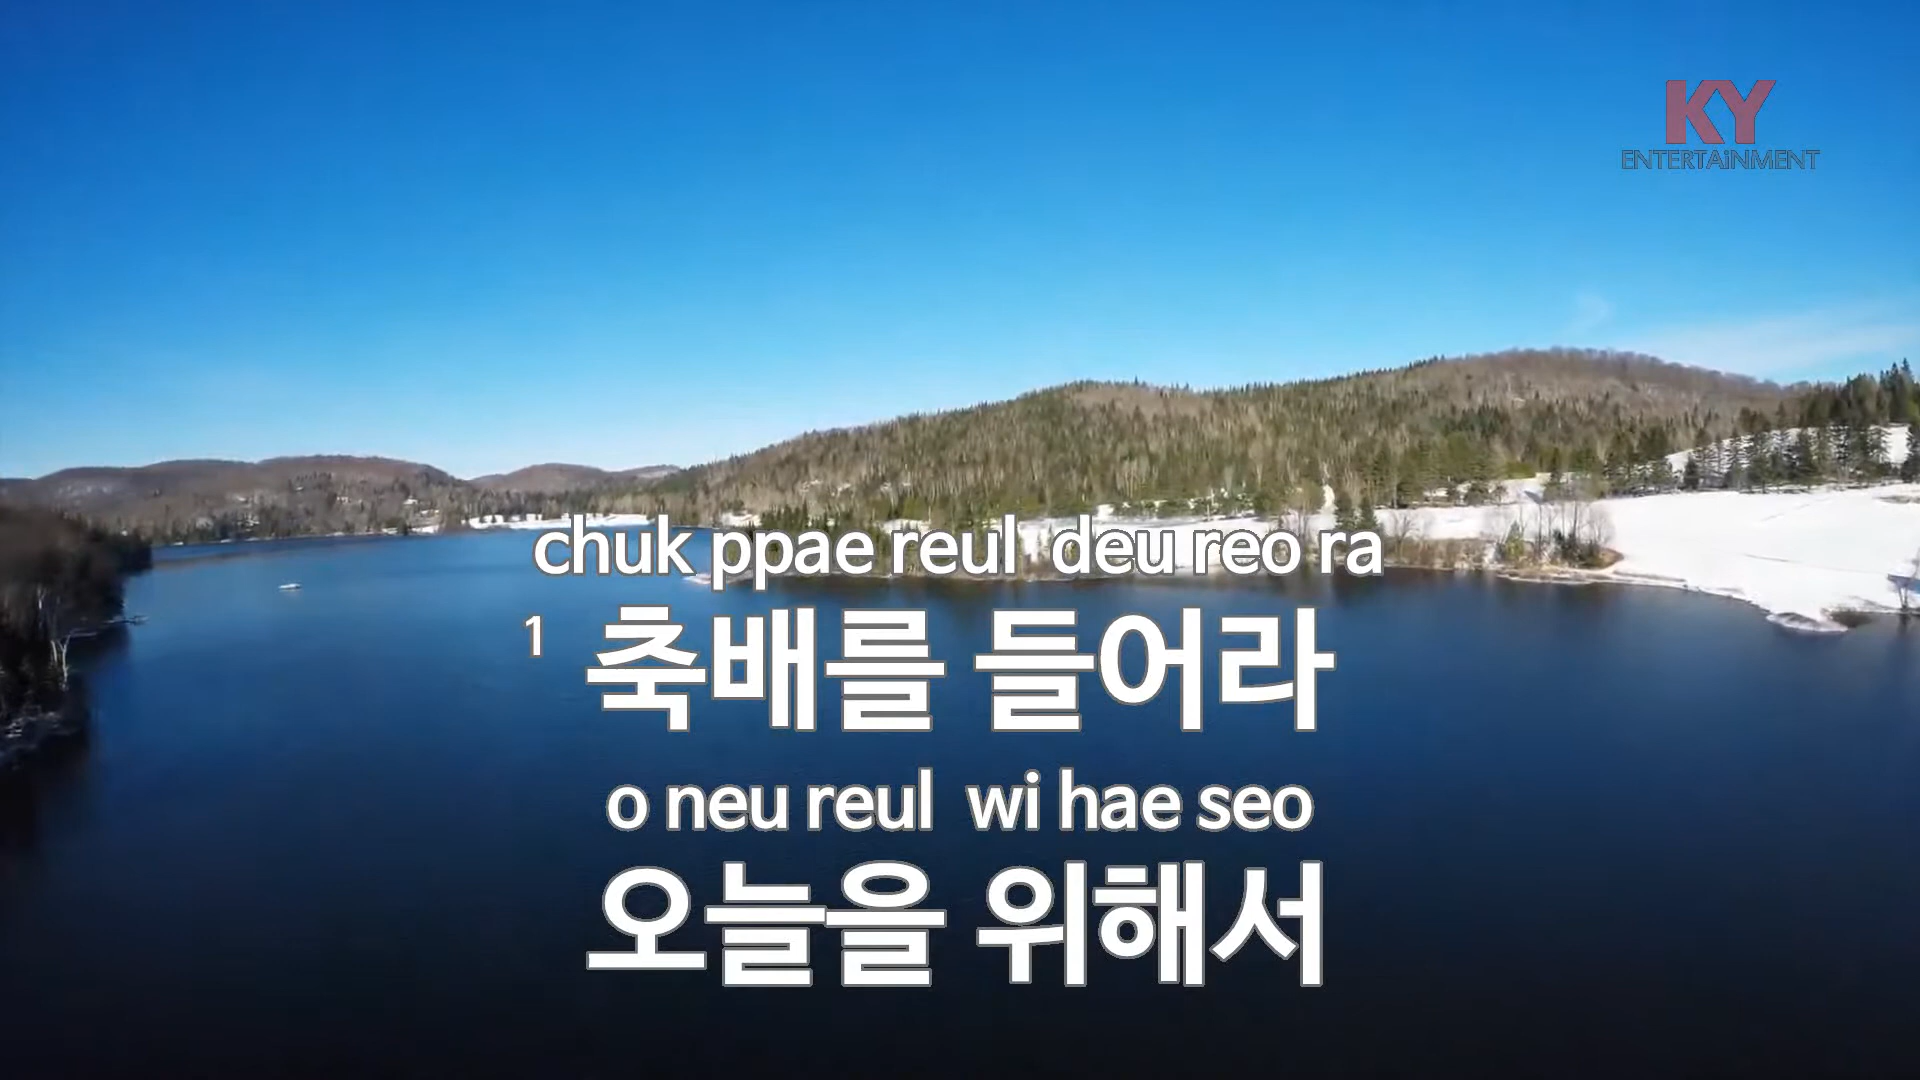 KY
ENTERTAiNMENT
chuk ppae reul deu reo ra
1 축배를 들어라
o neu reul wi hae seo
오늘을 위해서